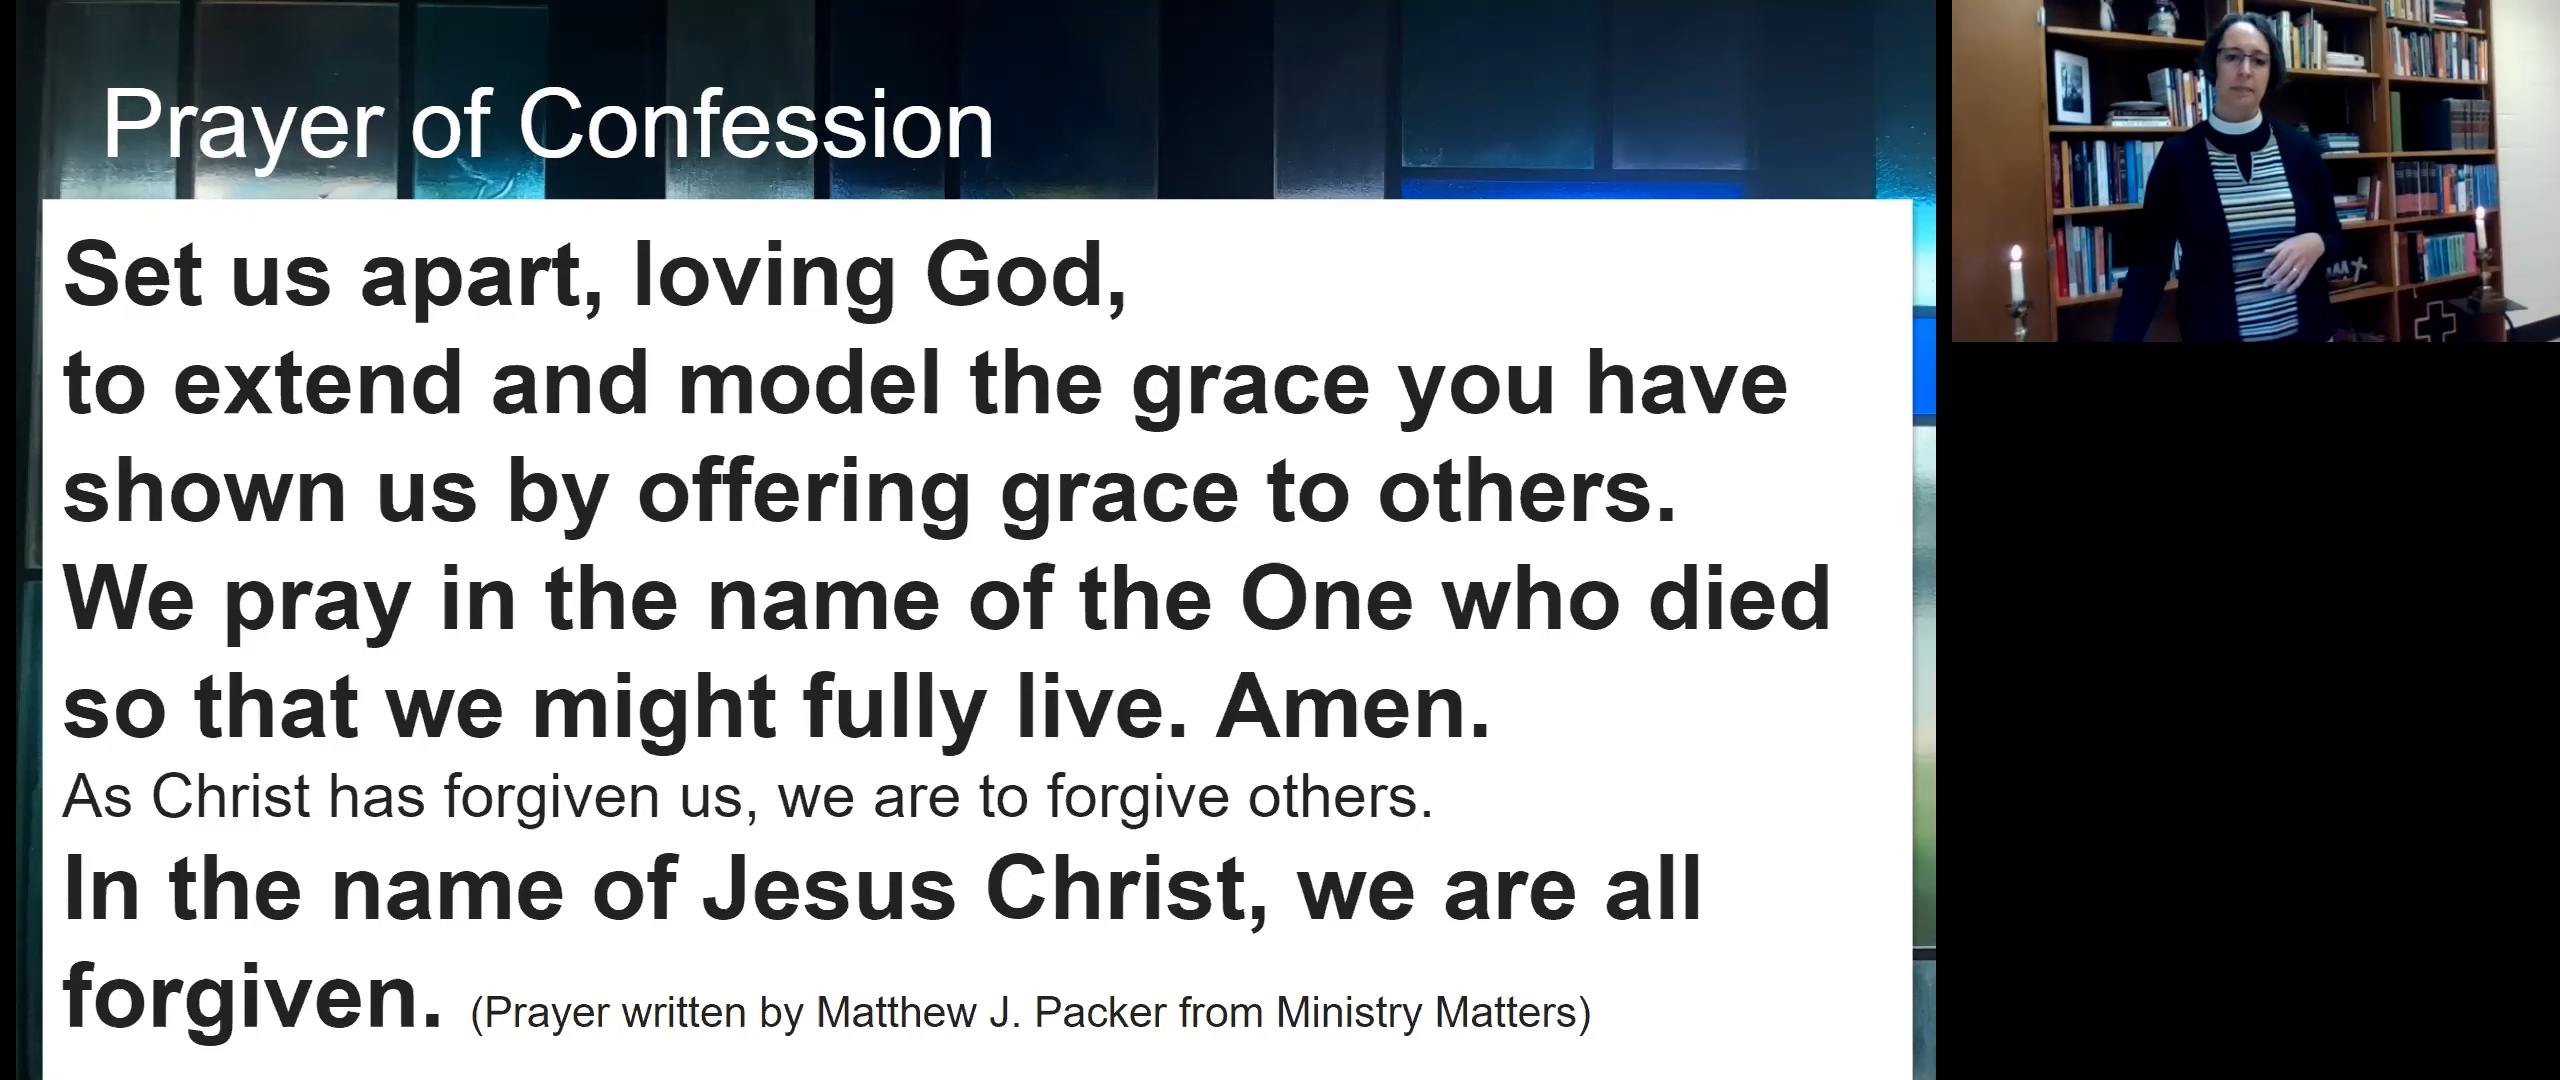 Prayer of Confession
Set us apart, loving God,
to extend and model the grace you have
shown us by offering grace to others.
We pray in the name of the One who died
so that we might fully live. Amen.
As Christ has forgiven us, we are to forgive others.
In the name of Jesus Christ, we are all
forgiven. (Prayer written by Matthew J. Packer from Ministry Matters)